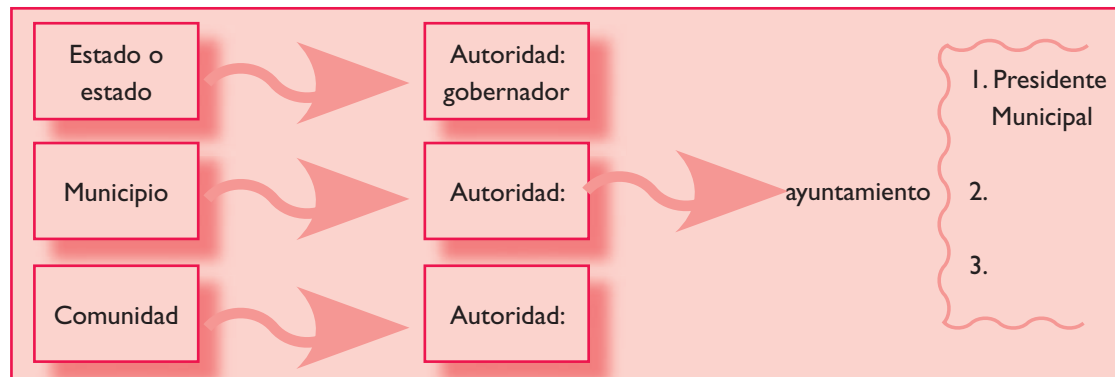 Estado o
estado
Autoridad:
gobernador
1. Presidente
Municipal
Municipio
Autoridad:
ayuntamiento
2.
3.
Comunidad
Autoridad: